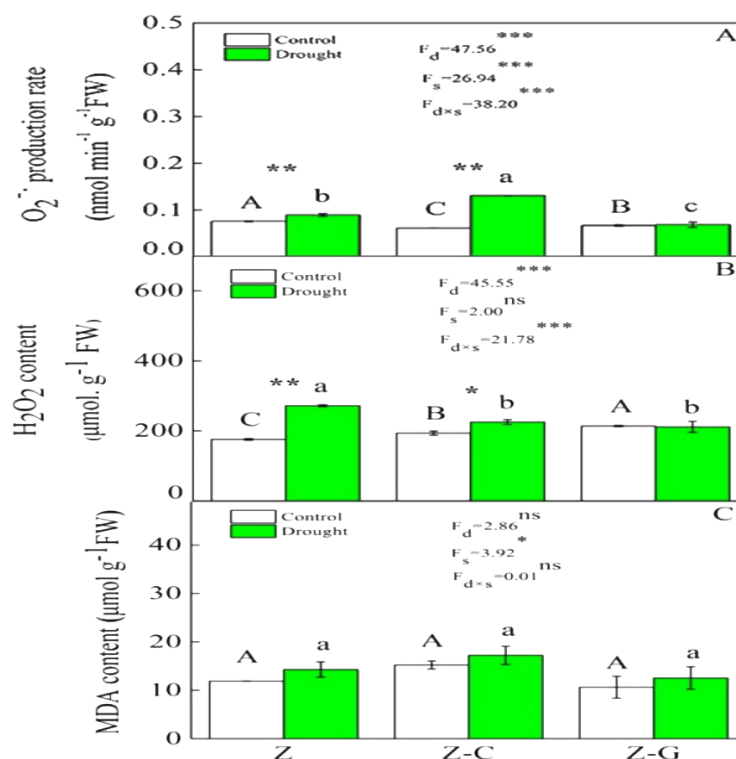 O2-· production rate
(nmol min-1 g-1FW)
A
Control
Drought
Fd=47.56***
Fs=26.94***
Fd×s=38.20***
0.5
0.4
0.3
0.2
0.1
0.0
** **
A b C a B c
H2O2 content
(μmol. g-1 FW)
B
Control
Drought
Fd=45.55***
Fs=2.00ns
Fd×s=21.78***
600
400
200
0
** *
C a B b A b
MDA content (μmol g-1FW)
C
Control
Drought
Fd=2.86ns
Fs=3.92*
Fd×s=0.01ns
40
30
20
10
0
A a A a A a
Z Z-C Z-G